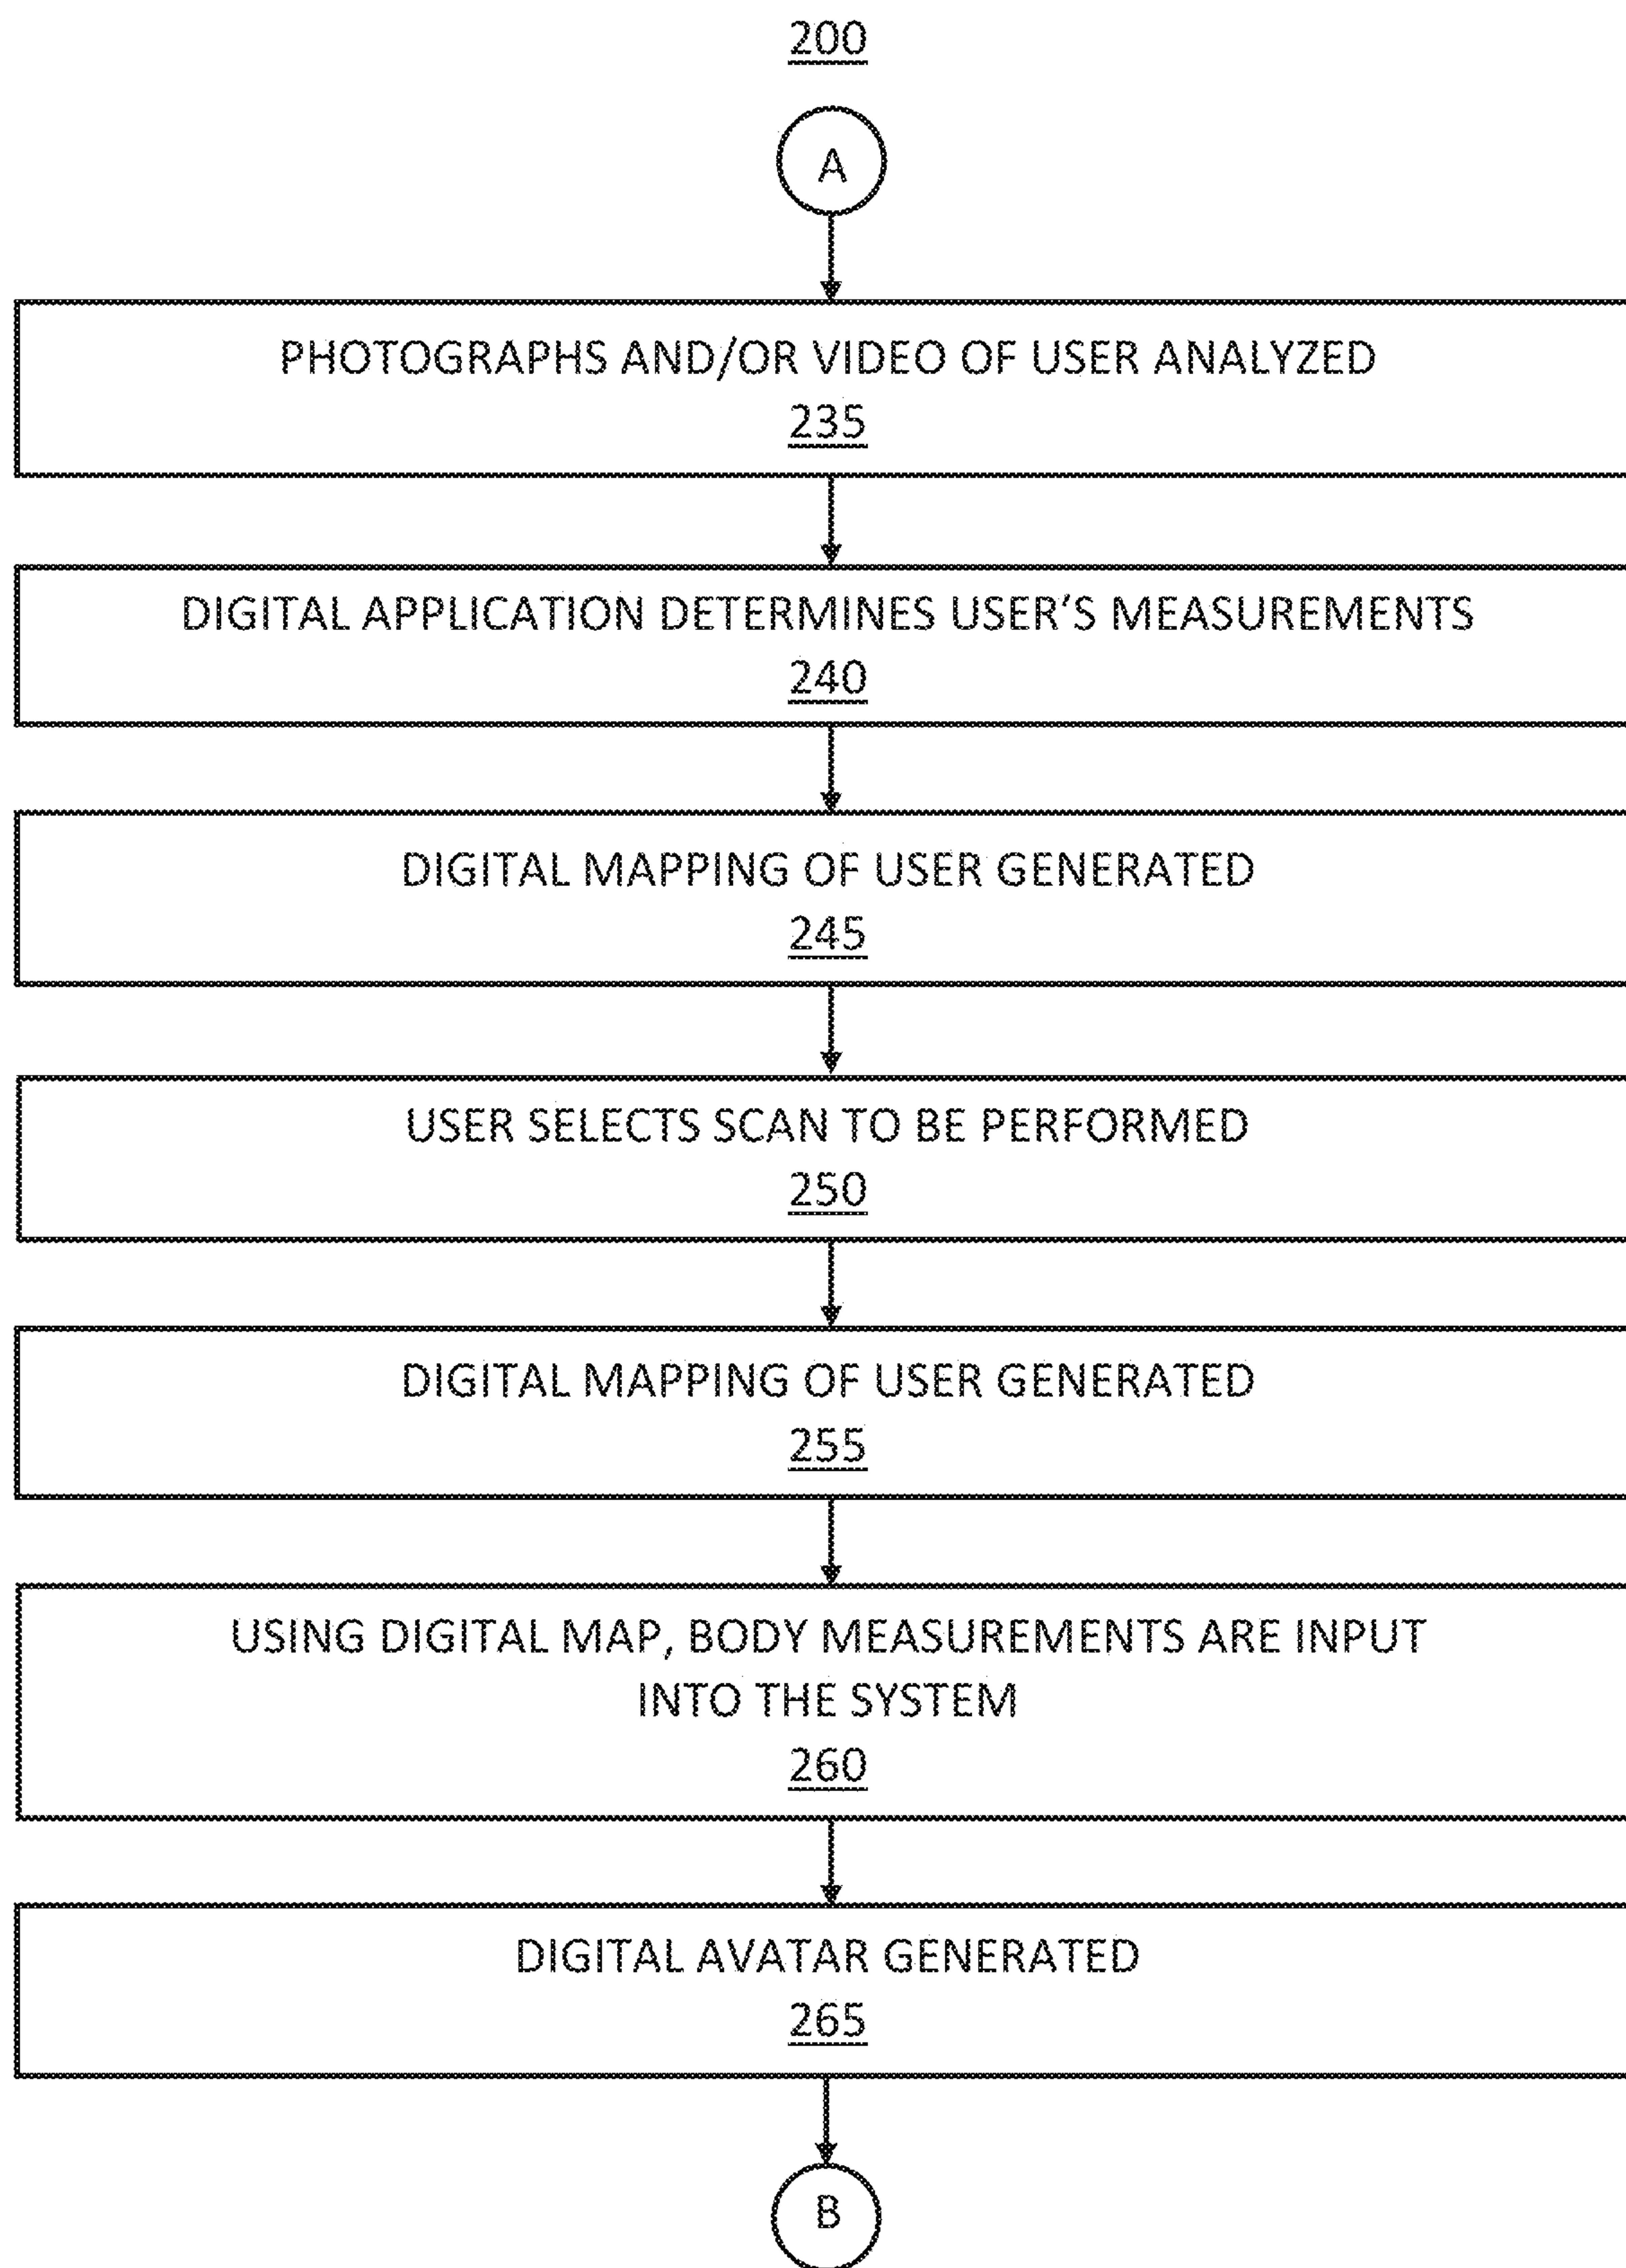 200
A
PHOTOGRAPHS AND/OR VIDEO OF USER ANALYZED
235
DIGITAL APPLICATION DETERMINES USER'S MEASUREMENTS
240
DIGITAL MAPPING OF USER GENERATED
245
USER SELECTS SCAN TO BE PERFORMED
250
DIGITAL MAPPING OF USER GENERATED
255
USING DIGITAL MAP, BODY MEASUREMENTS ARE INPUT
INTO THE SYSTEM
260
DIGITAL AVATAR GENERATED
265
B